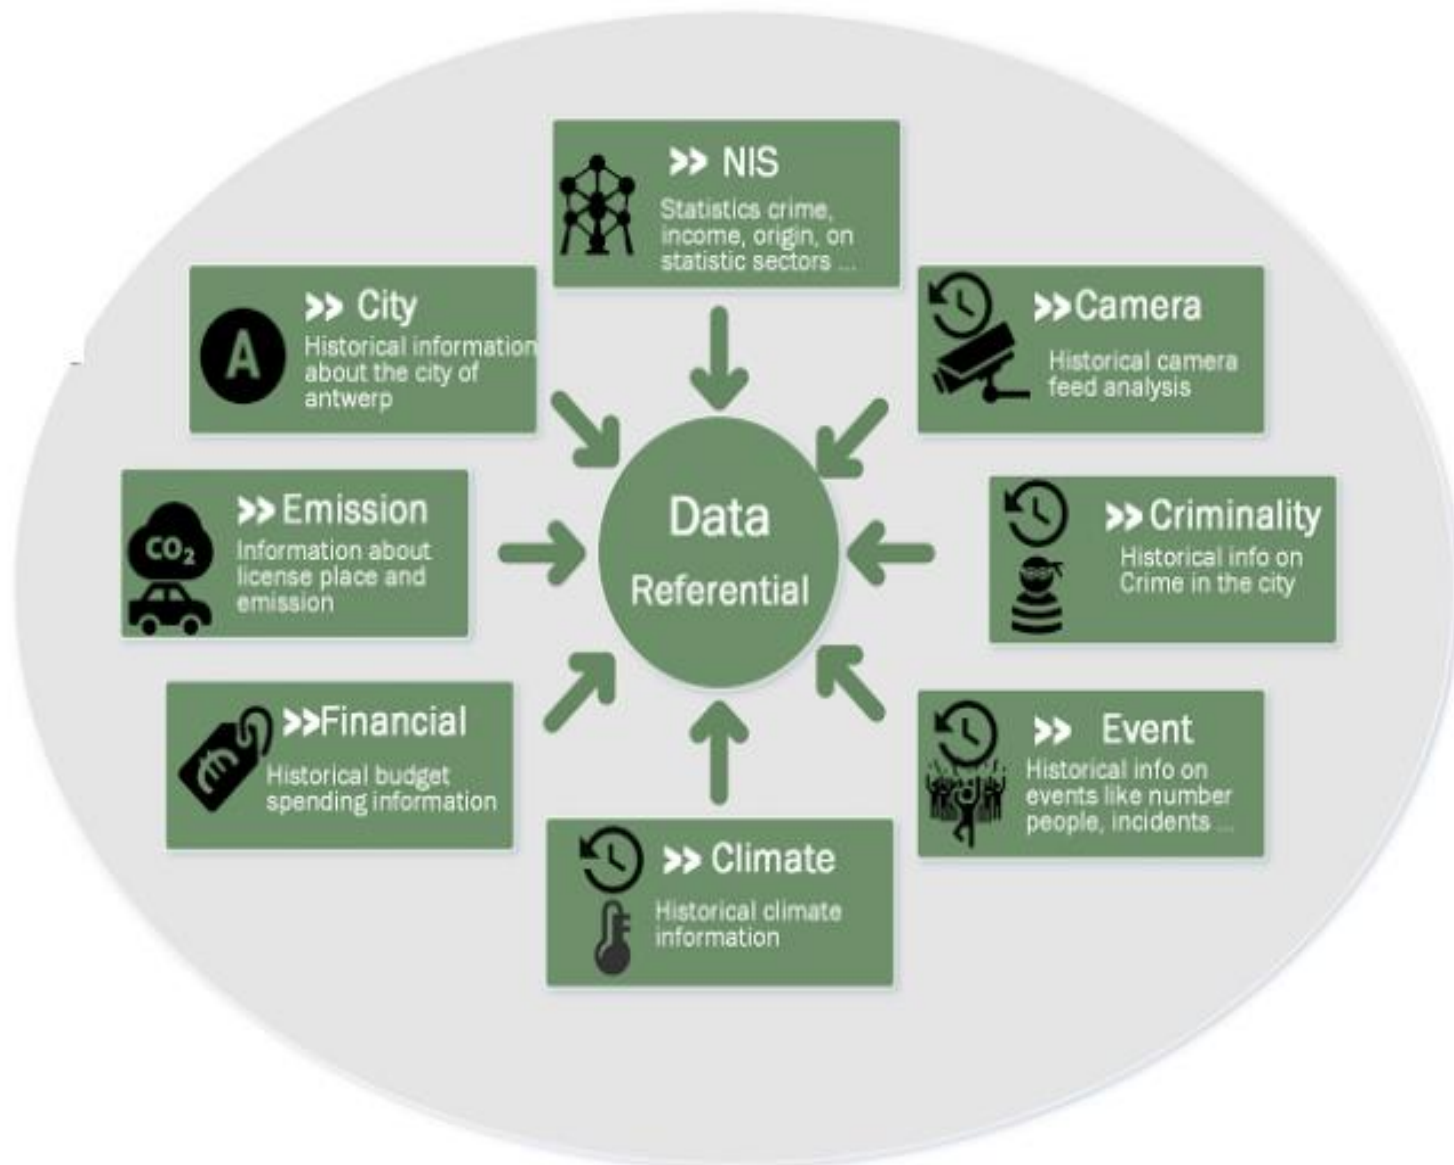 >> NIS
Statistics crime,
income, origin, on
statistic sectors ...
>> City
Historical information
about the city of
antwerp
A
>>Camera
Historical camera
feed analysis
>>Emission
Information about
license place and
emission
CO₂
Data
Referential
>>Criminality
Historical info on
Crime in the city
>>Financial
Historical budget
spending information
€
>> Event
Historical info on
events like number
people, incidents ...
>> Climate
Historical climate
information